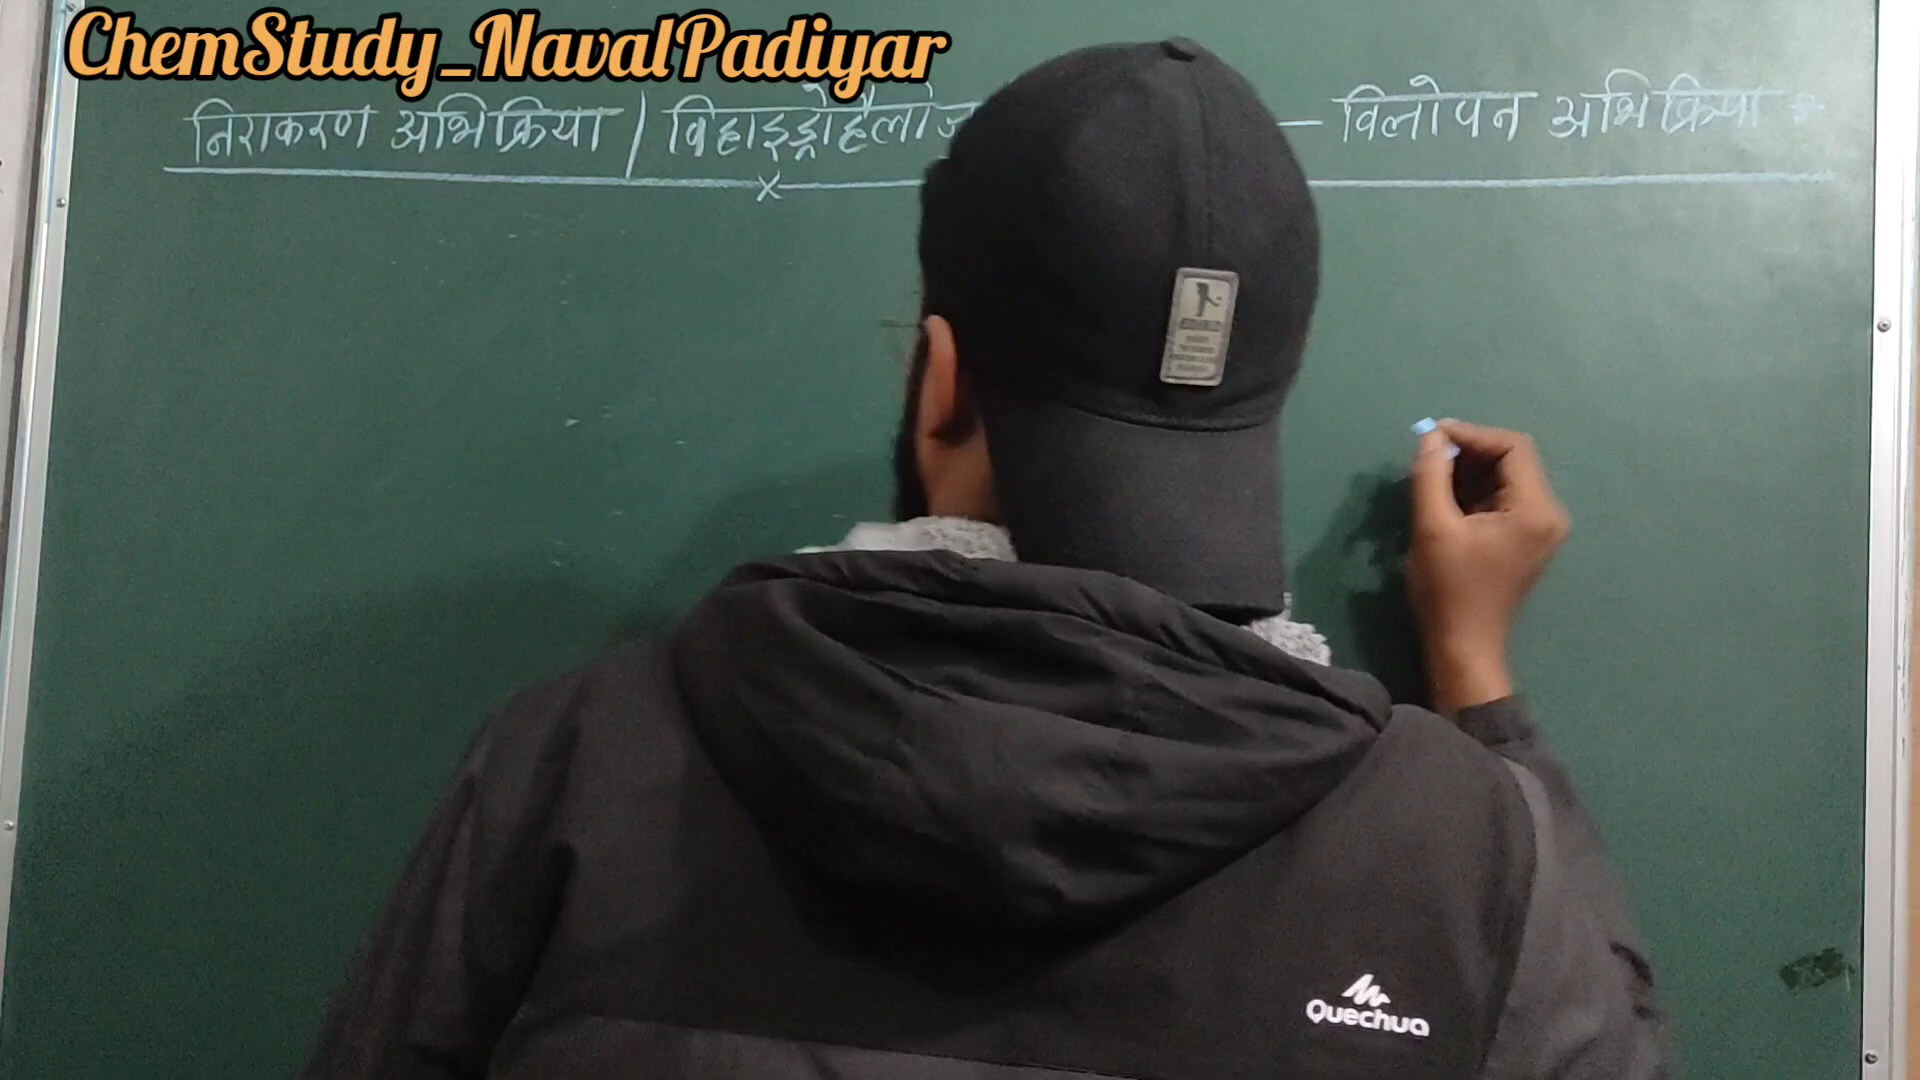 ChemStudy_NavalPadiyar
निराकरण अभिक्रिया / विहाइड्रोहैलोज — विलोपन अभिक्रिया
Quechua